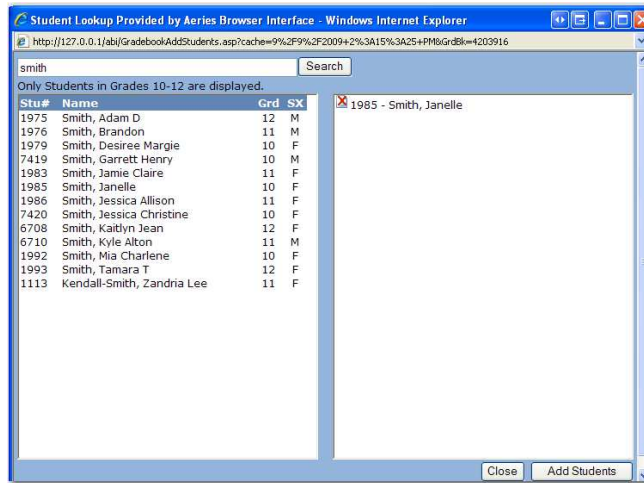 Student Lookup Provided by Aeries Browser Interface - Windows Internet Explorer
http://127.0.0.1/abi/GradebookAddStudents.asp?cache=9%2F9%2F2009+2%3A15%3A25+PM&GrdBk=4203916
smith Search
Only Students in Grades 10-12 are displayed.
Stu# Name Grd SX
1975 Smith, Adam D 12 M
1976 Smith, Brandon 11 M
1979 Smith, Desiree Margie 10 F
7419 Smith, Garrett Henry 10 M
1983 Smith, Jamie Claire 11 F
1985 Smith, Janelle 10 F
1986 Smith, Jessica Allison 11 F
7420 Smith, Jessica Christine 10 F
6708 Smith, Kaitlyn Jean 12 F
6710 Smith, Kyle Alton 11 M
1992 Smith, Mia Charlene 10 F
1993 Smith, Tamara T 12 F
1113 Kendall-Smith, Zandria Lee 11 F
1985 - Smith, Janelle
Close Add Students